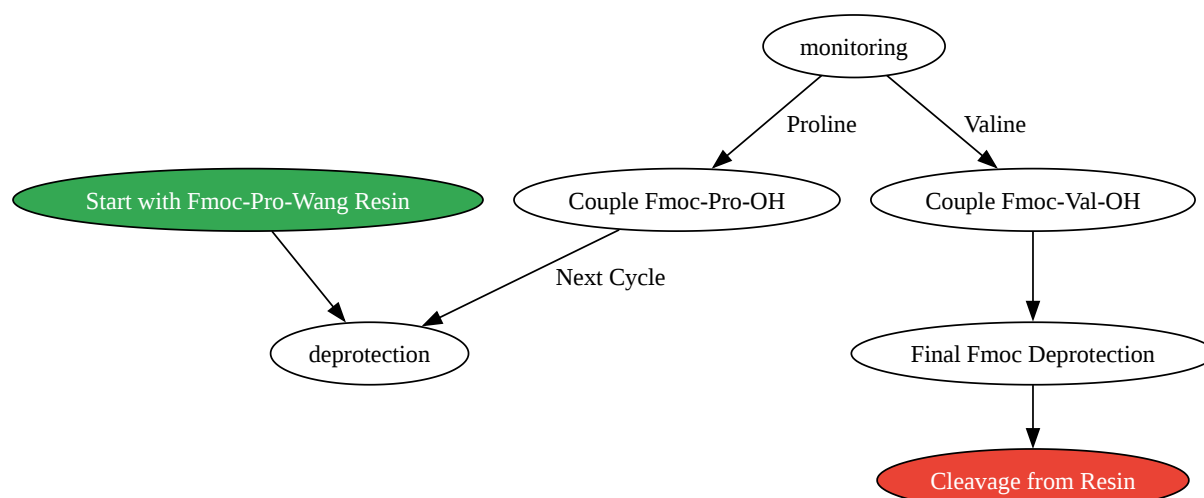 monitoring
Proline
Valine
Start with Fmoc-Pro-Wang Resin
Couple Fmoc-Pro-OH
Couple Fmoc-Val-OH
Next Cycle
deprotection
Final Fmoc Deprotection
Cleavage from Resin